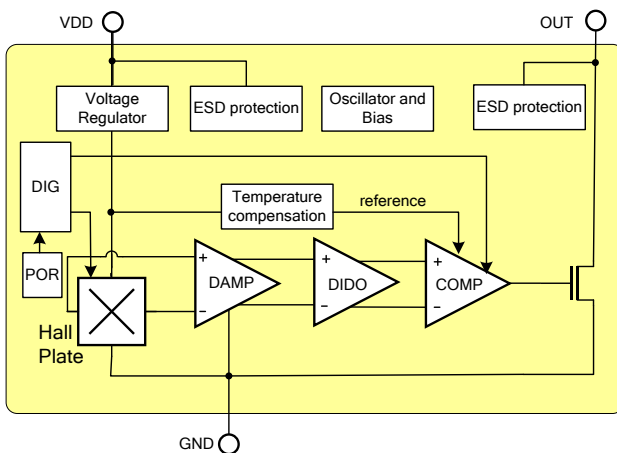 VDD
OUT
Voltage
Regulator
ESD protection
Oscillator and
Bias
ESD protection
DIG
Temperature
compensation
reference
POR
+
DAMP
−
+
DIDO
−
+
COMP
−
Hall
Plate
GND